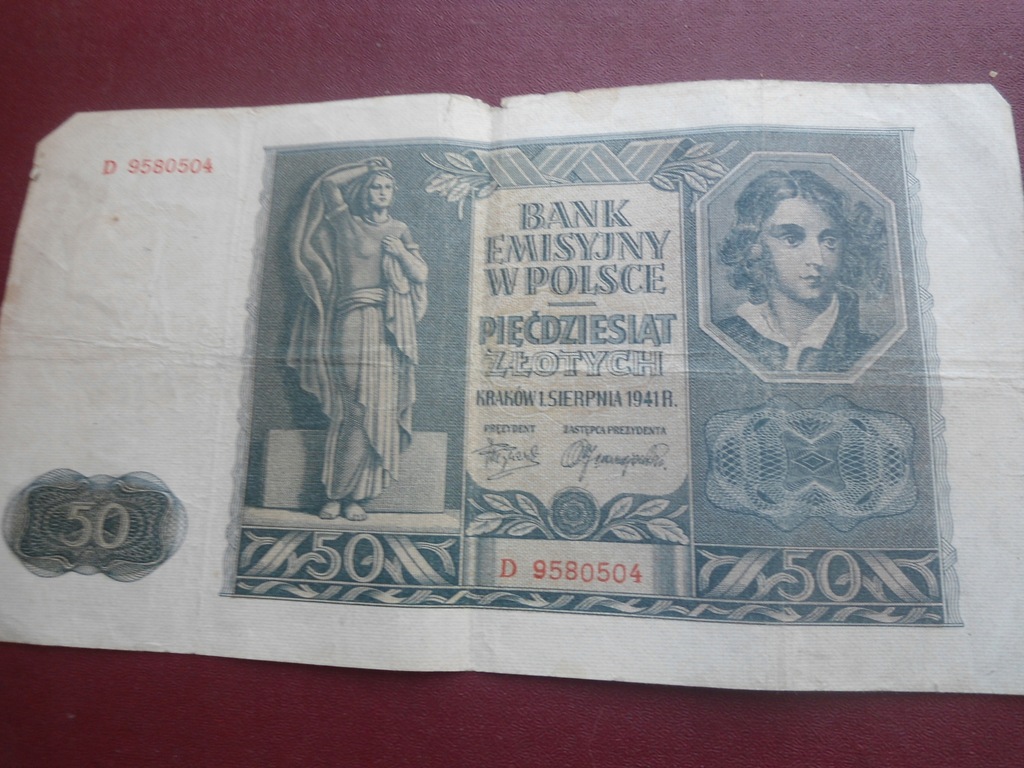 D 9580504
BANK
EMISYJNY
W POLSCE
PIĘĆDZIESIĄT
ZŁOTYCH
KRAKÓW 1.SIERPNIA 1941 R.
PREZYDENT ZASTĘPCA PREZYDENTA
50
50
D 9580504
50